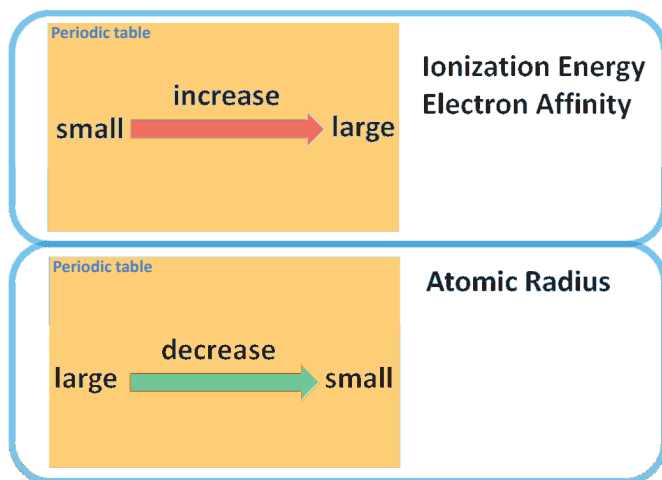 Periodic table
increase
small
large
Ionization Energy
Electron Affinity
Periodic table
decrease
large
small
Atomic Radius